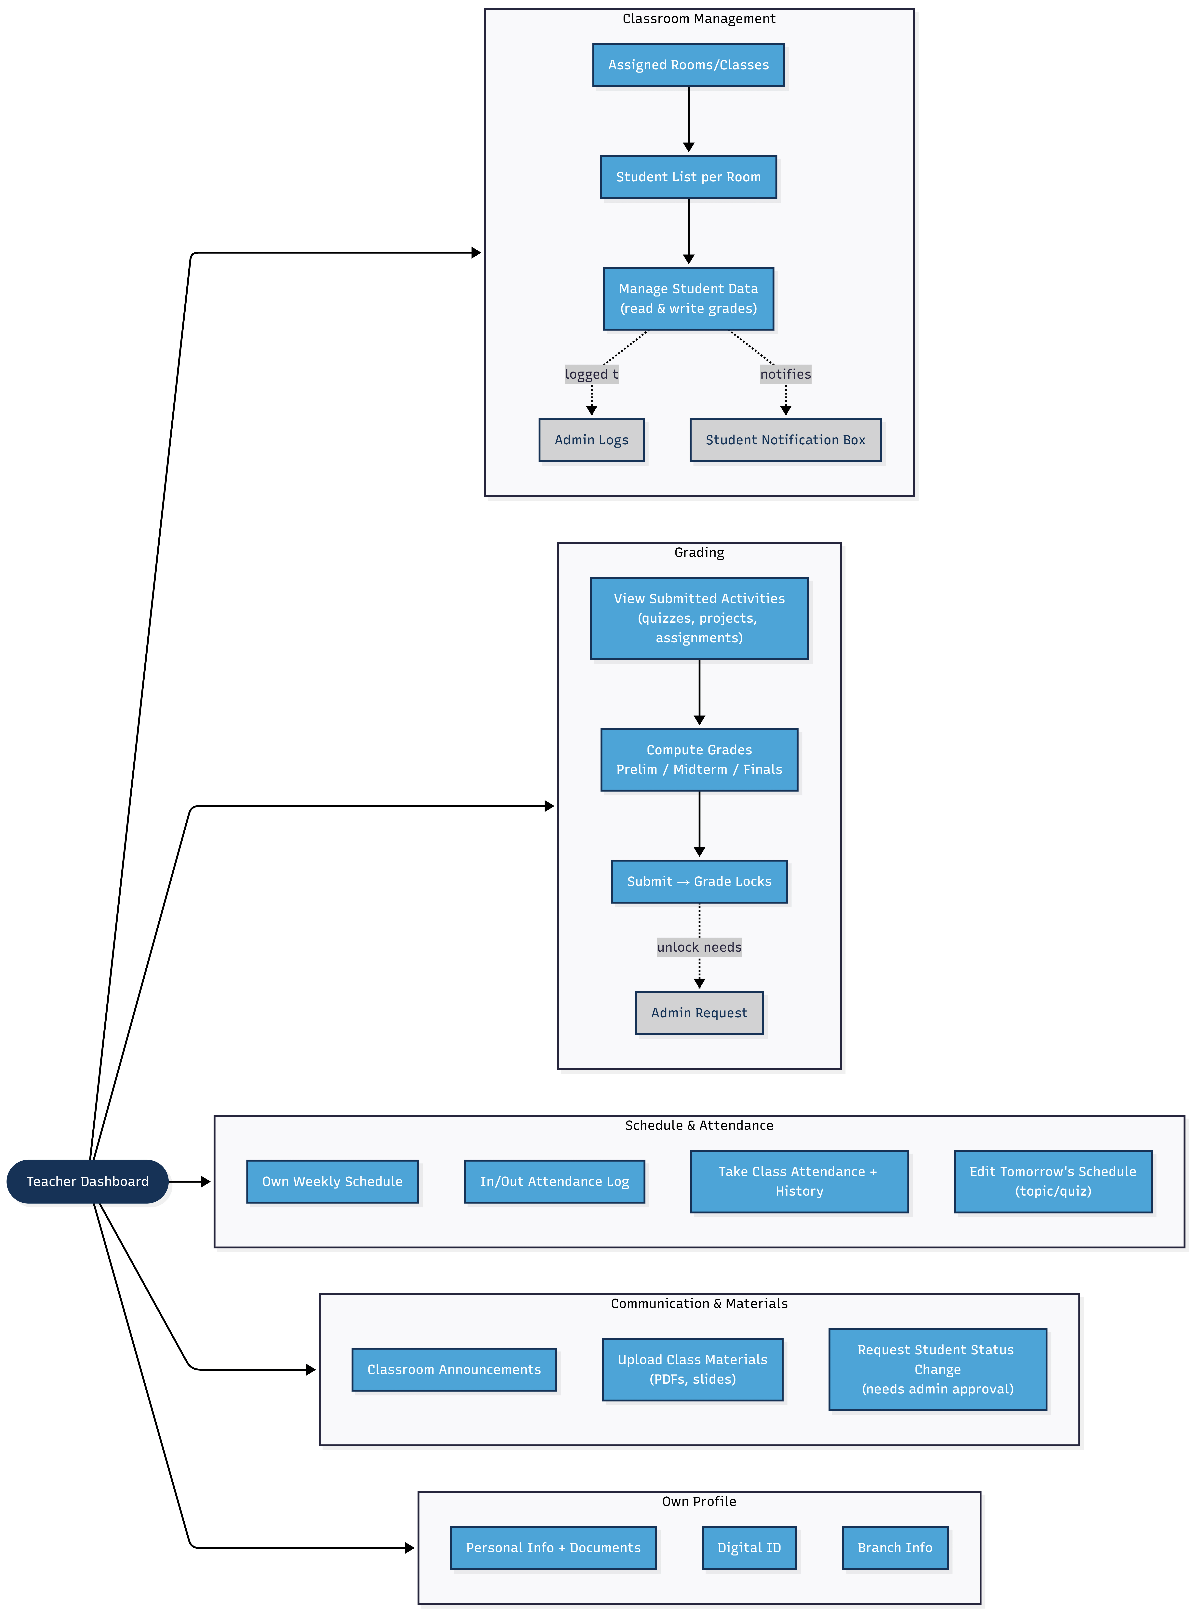 Classroom Management
Assigned Rooms/Classes
Student List per Room
Manage Student Data
(read & write grades)
logged t
notifies
Admin Logs
Student Notification Box
Grading
View Submitted Activities
(quizzes, projects,
assignments)
Compute Grades
Prelim / Midterm / Finals
Submit → Grade Locks
unlock needs
Admin Request
Schedule & Attendance
Teacher Dashboard
Own Weekly Schedule
In/Out Attendance Log
Take Class Attendance +
History
Edit Tomorrow's Schedule
(topic/quiz)
Communication & Materials
Classroom Announcements
Upload Class Materials
(PDFs, slides)
Request Student Status
Change
(needs admin approval)
Own Profile
Personal Info + Documents
Digital ID
Branch Info